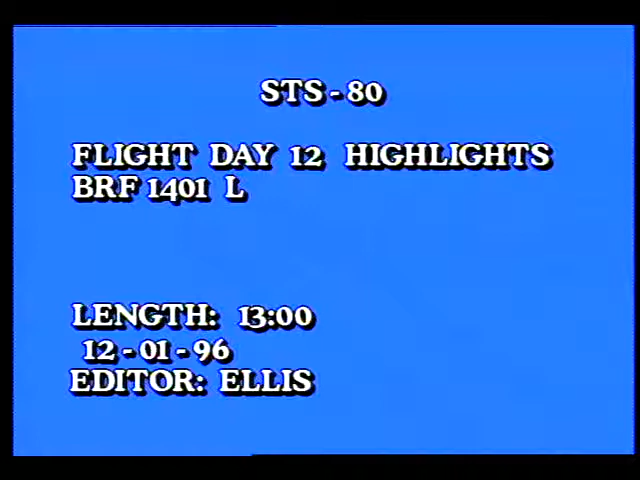 STS - 80
FLIGHT DAY 12 HIGHLIGHTS
BRF 1401 L
LENGTH: 13:00
12 - 01 - 96
EDITOR: ELLIS